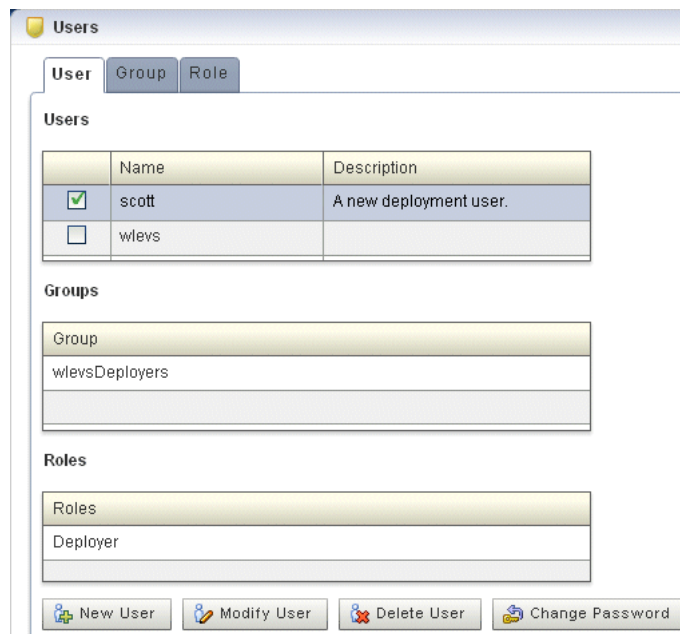 Users
User Group Role
Users
Name Description
scott A new deployment user.
wlevs
Groups
Group
wlevsDeployers
Roles
Roles
Deployer
New User Modify User Delete User Change Password